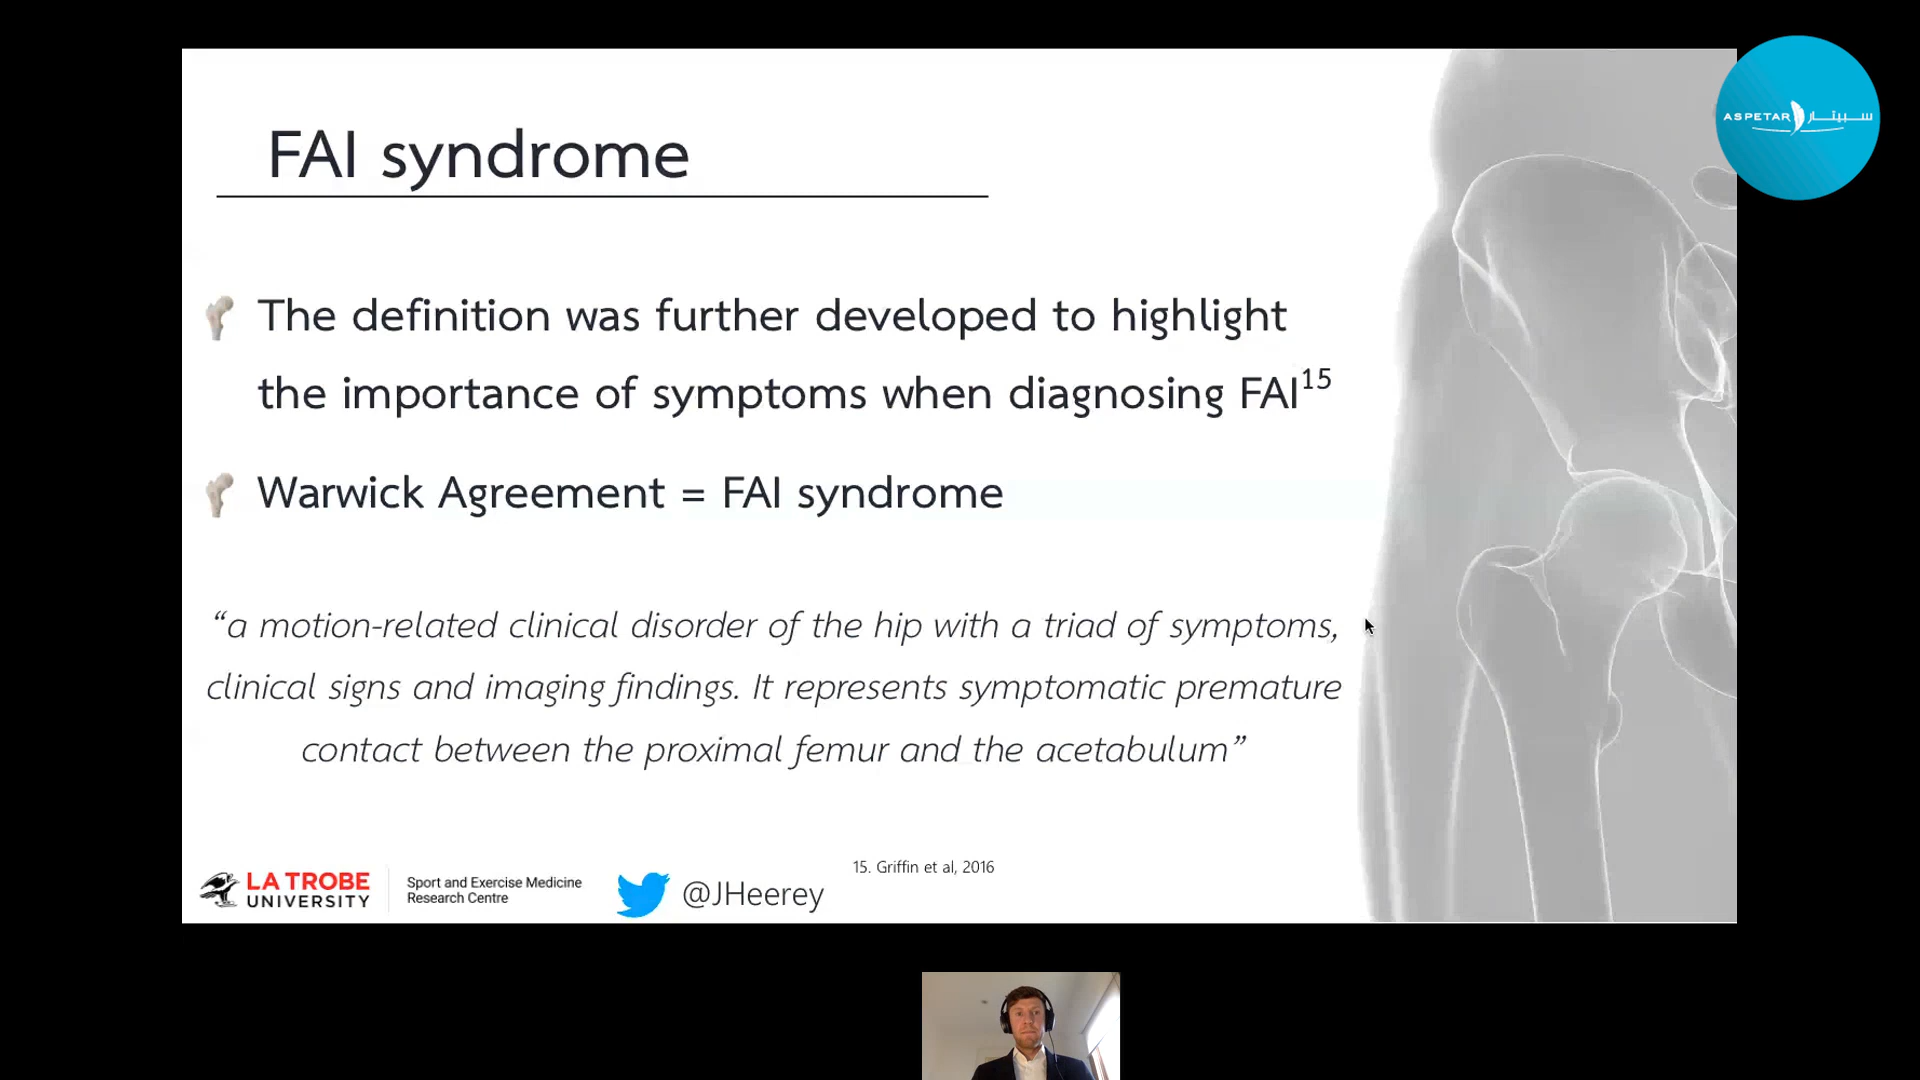 FAI syndrome
ASPETAR سبيتار
The definition was further developed to highlight
the importance of symptoms when diagnosing FAI15
Warwick Agreement = FAI syndrome
“a motion-related clinical disorder of the hip with a triad of symptoms,
clinical signs and imaging findings. It represents symptomatic premature
contact between the proximal femur and the acetabulum”
15. Griffin et al, 2016
LA TROBE
UNIVERSITY
Sport and Exercise Medicine
Research Centre
@JHeerey